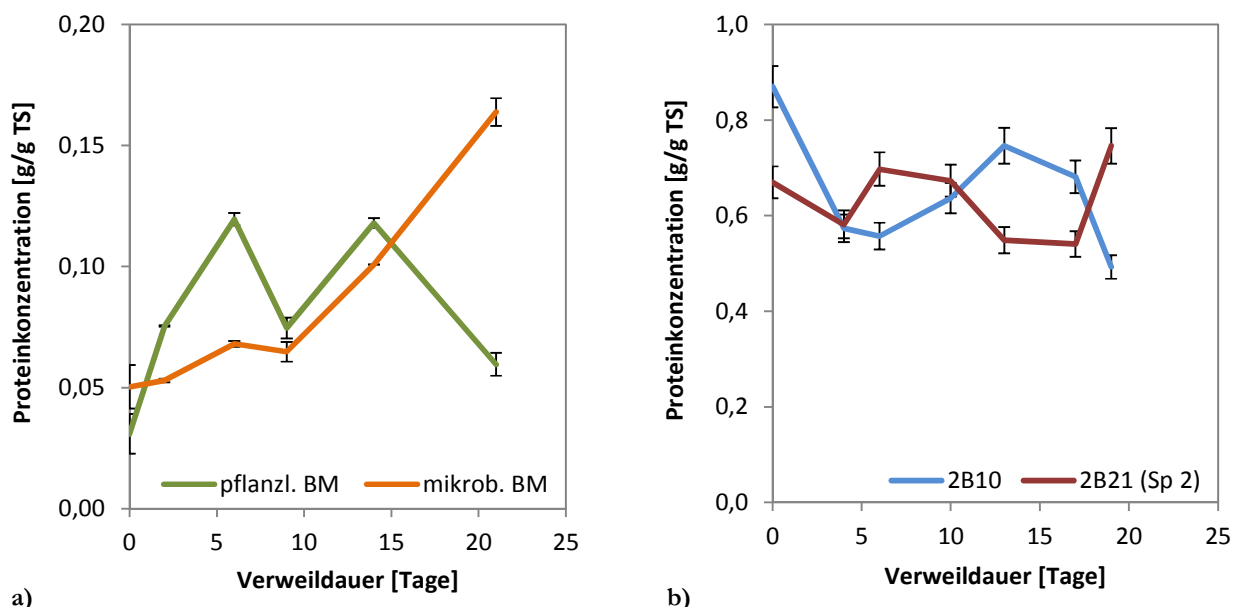 Proteinkonzentration [g/g TS]
0,20
0,15
0,10
0,05
0,00
pflanzl. BM mikrob. BM
0 5 10 15 20 25
Verweildauer [Tage]
a)
Proteinkonzentration [g/g TS]
1,0
0,8
0,6
0,4
0,2
0,0
2B10 2B21 (Sp 2)
0 5 10 15 20 25
Verweildauer [Tage]
b)